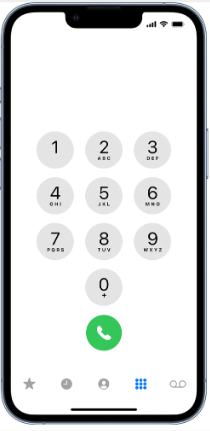 1 2 3
ABC DEF
4 5 6
GHI JKL MNO
7 8 9
PQRS TUV WXYZ
0
+